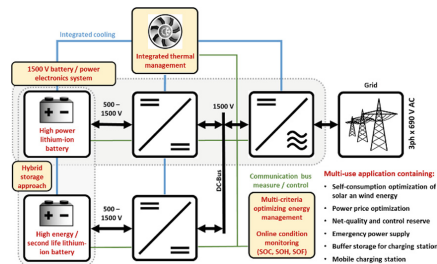 Integrated cooling
Integrated thermal
management
1500 V battery / power
electronics system
500 –
1500 V
1500 V
Grid
3ph x 690 V AC
High power
lithium-ion
battery
DC-Bus
Hybrid
storage
approach
Communication bus
measure / control
500 –
1500 V
High energy /
second life lithium-
ion battery
Multi-criteria
optimizing energy
management
Online condition
monitoring
(SOC, SOH, SOF)
Multi-use application containing:
• Self-consumption optimization of
solar an wind energy
• Power price optimization
• Net-quality and control reserve
• Emergency power supply
• Buffer storage for charging station
• Mobile charging station